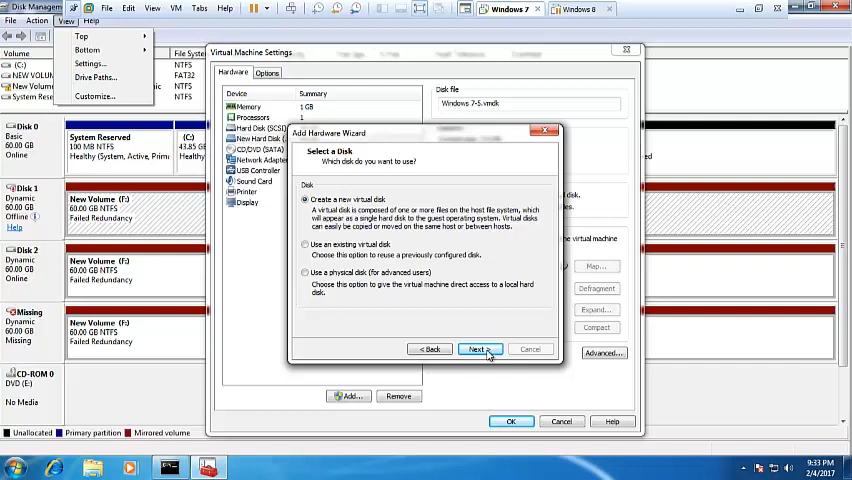 Disk Managem
File Edit View VM Tabs Help
Windows 7
Windows 8
File Action View Help
Top
Bottom
Settings...
Drive Paths...
Customize...
Volume
(C:)
NEW VOLUM
New Volum
System Rese
File System
NTFS
FAT32
NTFS
NTFS
Virtual Machine Settings
Hardware Options
Device Summary
Memory 1 GB
Processors 1
Hard Disk (SCSI)
New Hard Disk (
CD/DVD (SATA)
Network Adapter
USB Controller
Sound Card
Printer
Display
Disk file
Windows 7-5.vmdk
Map...
Defragment
Expand...
Compact
Advanced...
Add... Remove
OK Cancel Help
Add Hardware Wizard
Select a Disk
Which disk do you want to use?
Disk
Create a new virtual disk
A virtual disk is composed of one or more files on the host file system, which
will appear as a single hard disk to the guest operating system. Virtual disks
can easily be copied or moved on the same host or between hosts.
Use an existing virtual disk
Choose this option to reuse a previously configured disk.
Use a physical disk (for advanced users)
Choose this option to give the virtual machine direct access to a local hard
disk.
< Back Next > Cancel
Disk 0
Basic
60.00 GB
Online
System Reserved
100 MB NTFS
Healthy (System, Active, Prima
(C:)
43.85 G
Healthy
Disk 1
Dynamic
60.00 GB
Offline
Help
New Volume (F:)
60.00 GB NTFS
Failed Redundancy
Disk 2
Dynamic
60.00 GB
Online
New Volume (F:)
60.00 GB NTFS
Failed Redundancy
Missing
Dynamic
60.00 GB
Missing
New Volume (F:)
60.00 GB NTFS
Failed Redundancy
CD-ROM 0
DVD (E:)
No Media
Unallocated Primary partition Mirrored volume
9:33 PM
2/4/2017